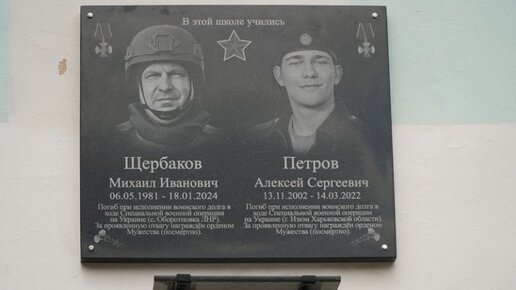 В этой школе учились
Щербаков
Михаил Иванович
06.05.1981 - 18.01.2024
Погиб при исполнении воинского долга в
ходе Специальной военной операции
на Украине (с. Оборотновка ЛНР).
За проявленную отвагу награждён орденом
Мужества (посмертно).
Петров
Алексей Сергеевич
13.11.2002 - 14.03.2022
Погиб при исполнении воинского долга в
ходе Специальной военной операции
на Украине (г. Изюм Харьковской области).
За проявленную отвагу награждён орденом
Мужества (посмертно).